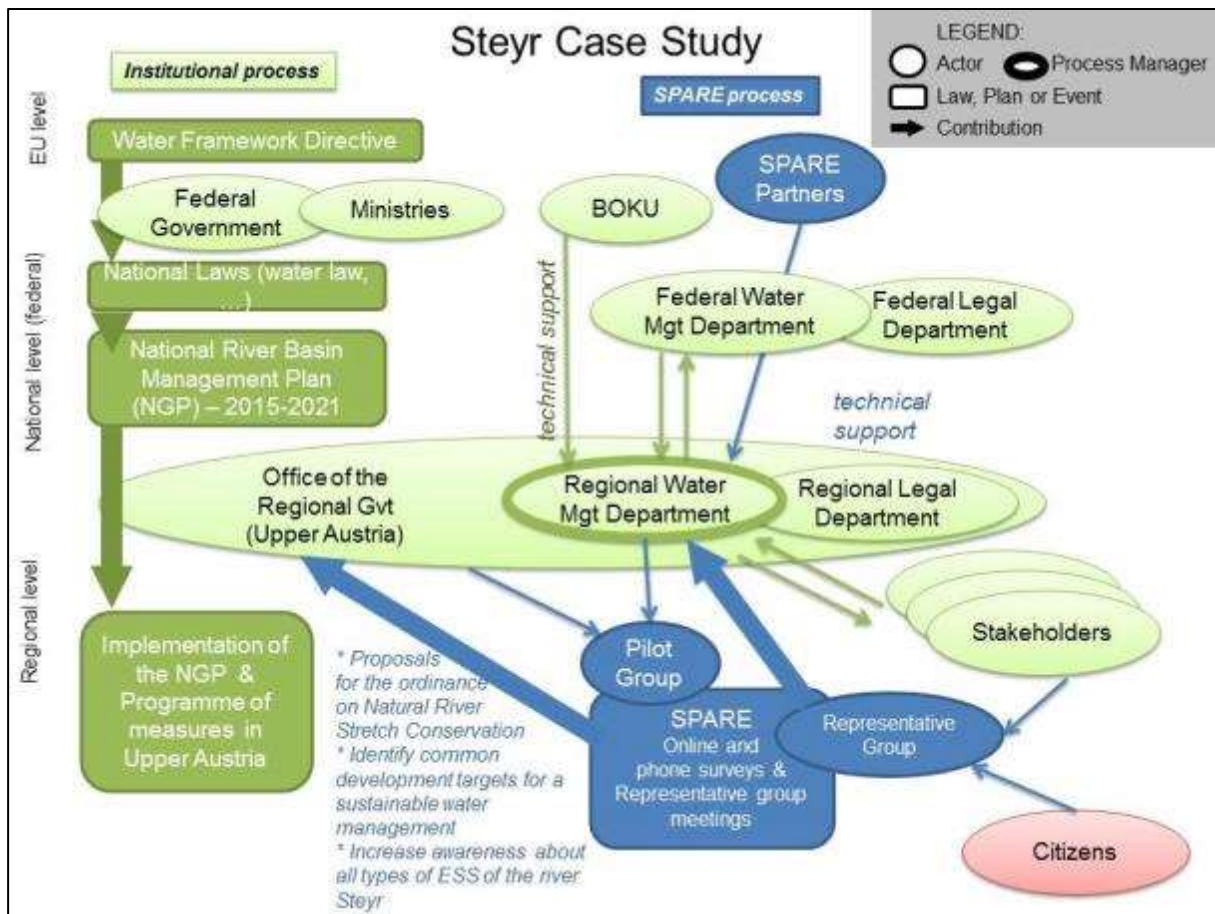 Steyr Case Study
LEGEND:
Actor
Process Manager
Law, Plan or Event
Contribution
Institutional process
SPARE process
EU level
Water Framework Directive
SPARE
Partners
Federal
Government
Ministries
BOKU
National level (federal)
National Laws (water law,
…)
Federal Water
Mgt Department
Federal Legal
Department
technical support
National River Basin
Management Plan
(NGP) – 2015-2021
technical
support
Office of the
Regional Gvt
(Upper Austria)
Regional Water
Mgt Department
Regional Legal
Department
Regional level
Stakeholders
Implementation of
the NGP &
Programme of
measures in
Upper Austria
* Proposals
for the ordinance
on Natural River
Stretch Conservation
* Identify common
development targets for a
sustainable water
management
* Increase awareness about
all types of ESS of the river
Steyr
Pilot
Group
SPARE
Online and
phone surveys &
Representative group
meetings
Representative
Group
Citizens